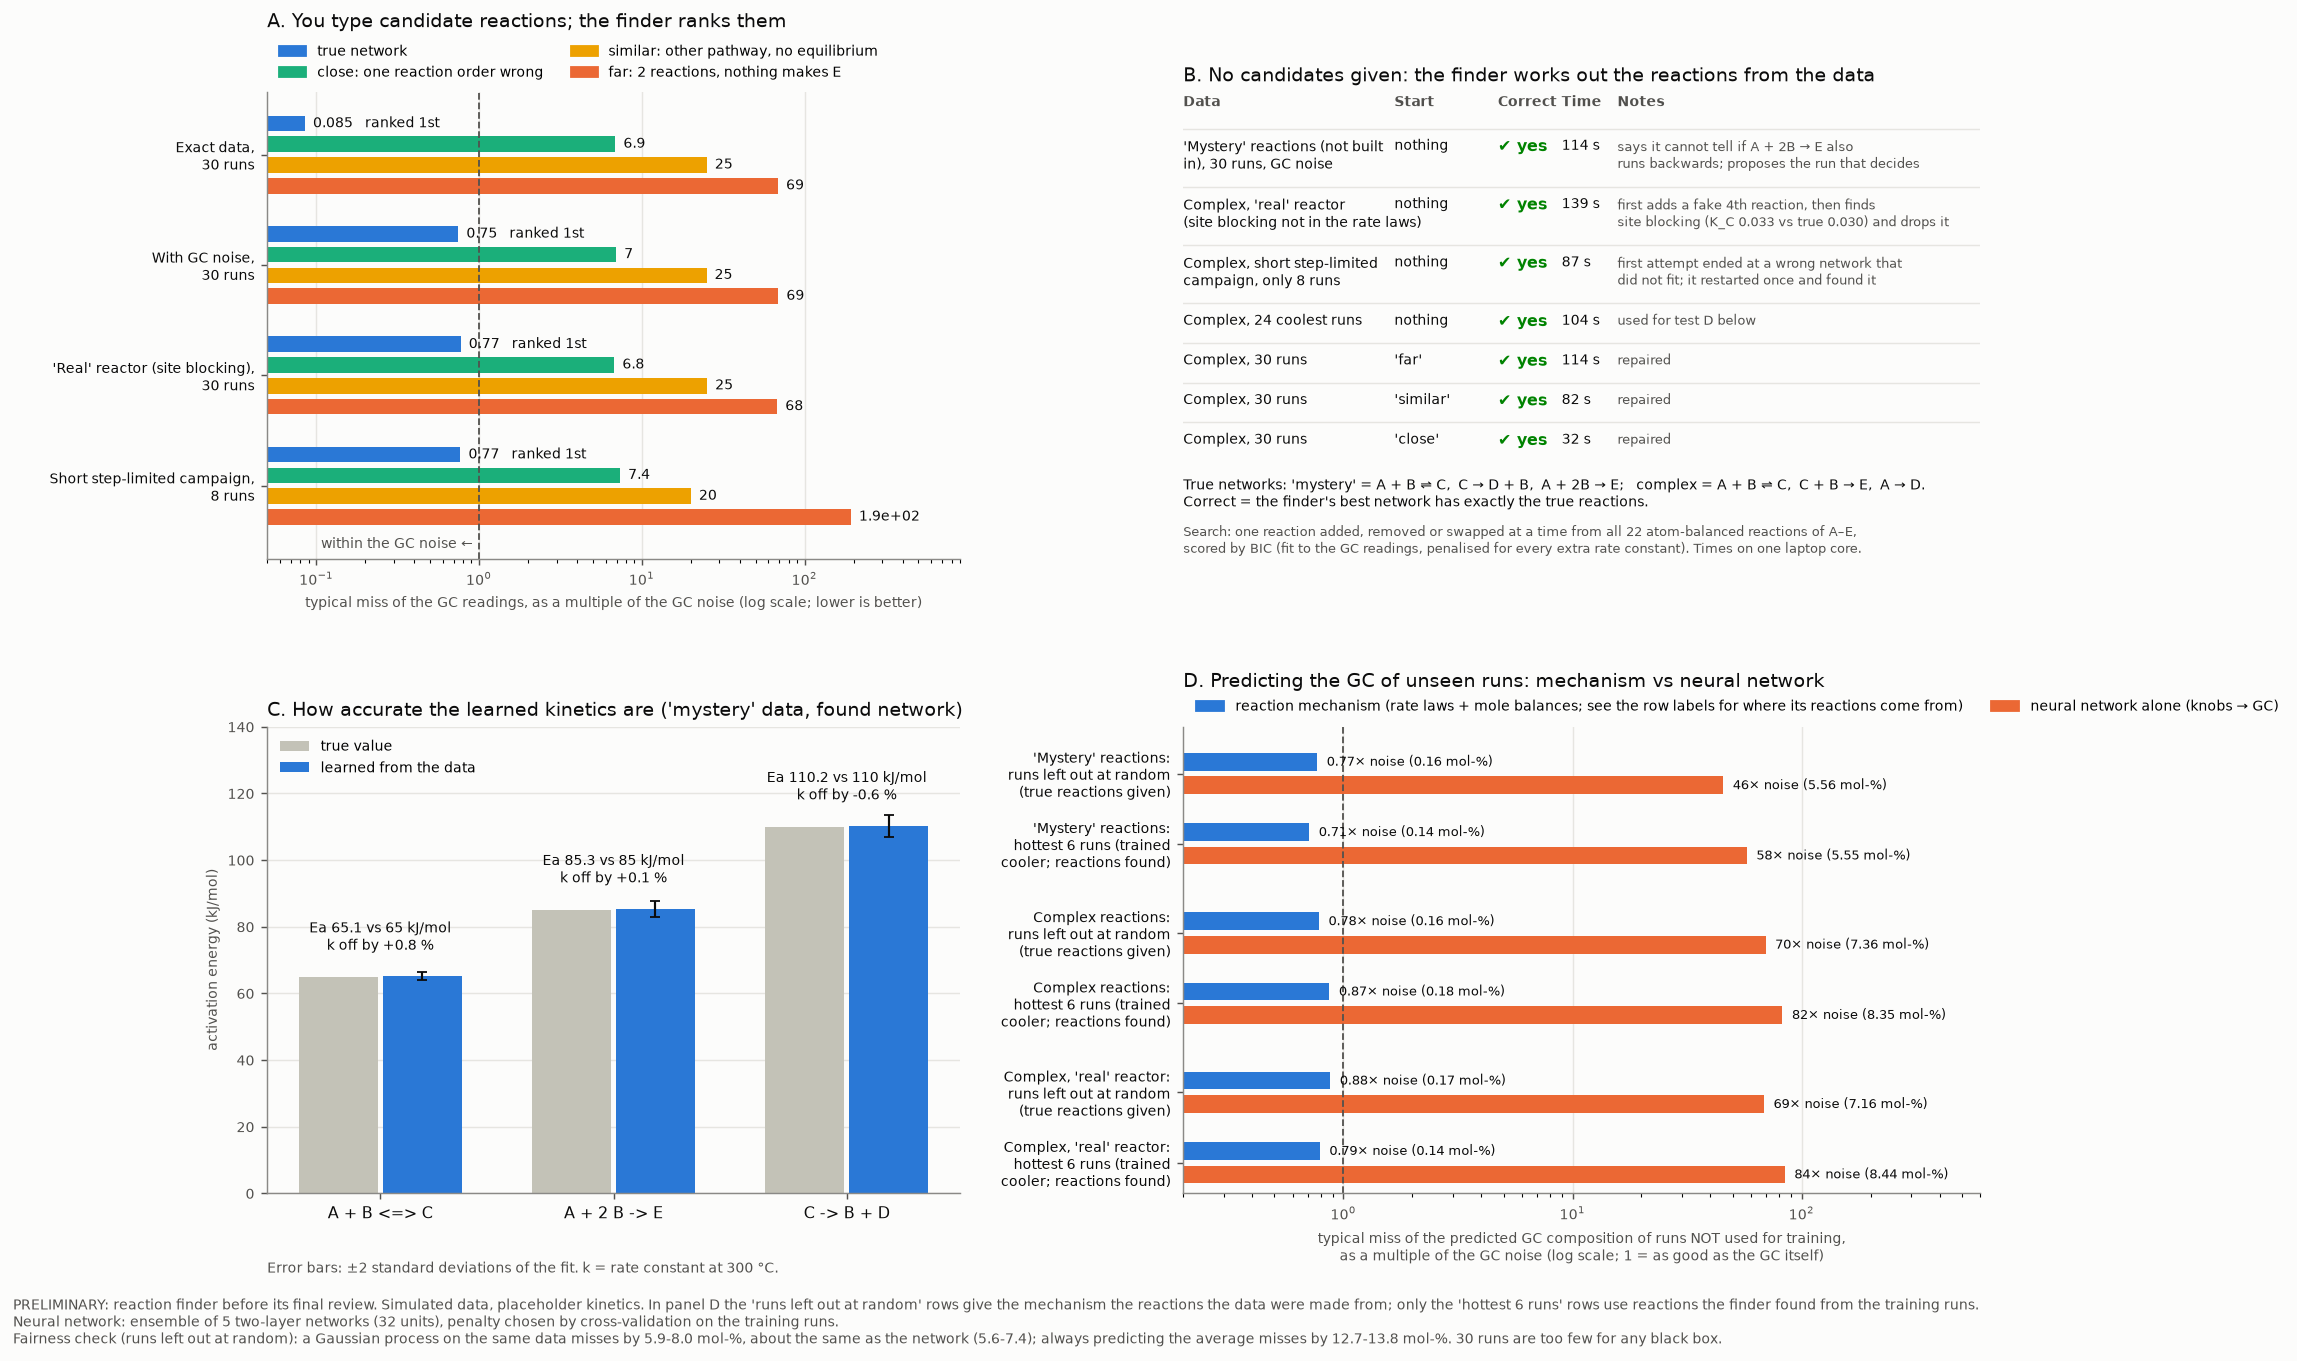 A. You type candidate reactions; the finder ranks them
true network
close: one reaction order wrong
similar: other pathway, no equilibrium
far: 2 reactions, nothing makes E
Exact data,
30 runs
0.085 ranked 1st
6.9
25
69
With GC noise,
30 runs
0.75 ranked 1st
7
25
69
'Real' reactor (site blocking),
30 runs
0.77 ranked 1st
6.8
25
68
Short step-limited campaign,
8 runs
0.77 ranked 1st
7.4
20
1.9e+02
within the GC noise ←
10⁻¹ 10⁰ 10¹ 10²
typical miss of the GC readings, as a multiple of the GC noise (log scale; lower is better)
B. No candidates given: the finder works out the reactions from the data
Data Start Correct Time Notes
'Mystery' reactions (not built nothing ✔ yes 114 s says it cannot tell if A + 2B → E also
in), 30 runs, GC noise runs backwards; proposes the run that decides
Complex, 'real' reactor nothing ✔ yes 139 s first adds a fake 4th reaction, then finds
(site blocking not in the rate laws) site blocking (K_C 0.033 vs true 0.030) and drops it
Complex, short step-limited nothing ✔ yes 87 s first attempt ended at a wrong network that
campaign, only 8 runs did not fit; it restarted once and found it
Complex, 24 coolest runs nothing ✔ yes 104 s used for test D below
Complex, 30 runs 'far' ✔ yes 114 s repaired
Complex, 30 runs 'similar' ✔ yes 82 s repaired
Complex, 30 runs 'close' ✔ yes 32 s repaired
True networks: 'mystery' = A + B ⇌ C, C → D + B, A + 2B → E; complex = A + B ⇌ C, C + B → E, A → D.
Correct = the finder's best network has exactly the true reactions.
Search: one reaction added, removed or swapped at a time from all 22 atom-balanced reactions of A–E,
scored by BIC (fit to the GC readings, penalised for every extra rate constant). Times on one laptop core.
C. How accurate the learned kinetics are ('mystery' data, found network)
true value
learned from the data
activation energy (kJ/mol)
140
120
100
80
60
40
20
0
Ea 65.1 vs 65 kJ/mol
k off by +0.8 %
Ea 85.3 vs 85 kJ/mol
k off by +0.1 %
Ea 110.2 vs 110 kJ/mol
k off by -0.6 %
A + B <=> C
A + 2 B -> E
C -> B + D
Error bars: ±2 standard deviations of the fit. k = rate constant at 300 °C.
D. Predicting the GC of unseen runs: mechanism vs neural network
reaction mechanism (rate laws + mole balances; see the row labels for where its reactions come from)
neural network alone (knobs → GC)
'Mystery' reactions:
runs left out at random
(true reactions given)
0.77× noise (0.16 mol-%)
46× noise (5.56 mol-%)
'Mystery' reactions:
hottest 6 runs (trained
cooler; reactions found)
0.71× noise (0.14 mol-%)
58× noise (5.55 mol-%)
Complex reactions:
runs left out at random
(true reactions given)
0.78× noise (0.16 mol-%)
70× noise (7.36 mol-%)
Complex reactions:
hottest 6 runs (trained
cooler; reactions found)
0.87× noise (0.18 mol-%)
82× noise (8.35 mol-%)
Complex, 'real' reactor:
runs left out at random
(true reactions given)
0.88× noise (0.17 mol-%)
69× noise (7.16 mol-%)
Complex, 'real' reactor:
hottest 6 runs (trained
cooler; reactions found)
0.79× noise (0.14 mol-%)
84× noise (8.44 mol-%)
10⁰ 10¹ 10²
typical miss of the predicted GC composition of runs NOT used for training,
as a multiple of the GC noise (log scale; 1 = as good as the GC itself)
PRELIMINARY: reaction finder before its final review. Simulated data, placeholder kinetics. In panel D the 'runs left out at random' rows give the mechanism the reactions the data were made from; only the 'hottest 6 runs' rows use reactions the finder found from the training runs.
Neural network: ensemble of 5 two-layer networks (32 units), penalty chosen by cross-validation on the training runs.
Fairness check (runs left out at random): a Gaussian process on the same data misses by 5.9-8.0 mol-%, about the same as the network (5.6-7.4); always predicting the average misses by 12.7-13.8 mol-%. 30 runs are too few for any black box.